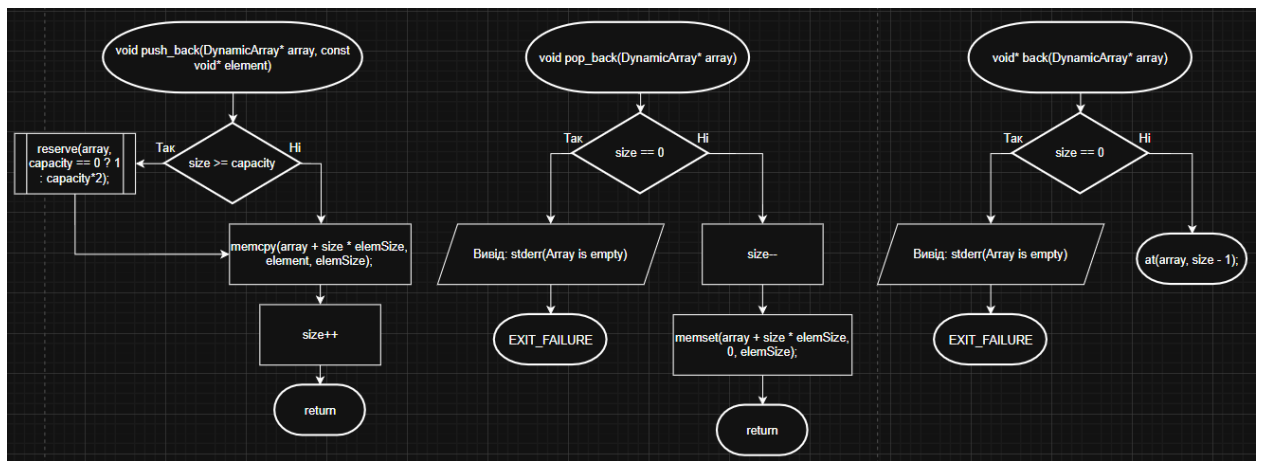 void push_back(DynamicArray* array, const
void* element)
Так
Ні
size >= capacity
reserve(array,
capacity == 0 ? 1
: capacity*2);
memcpy(array + size * elemSize,
element, elemSize);
size++
return
void pop_back(DynamicArray* array)
Так
Ні
size == 0
Вивід: stderr(Array is empty)
EXIT_FAILURE
size--
memset(array + size * elemSize,
0, elemSize);
return
void* back(DynamicArray* array)
Так
Ні
size == 0
Вивід: stderr(Array is empty)
EXIT_FAILURE
at(array, size - 1);